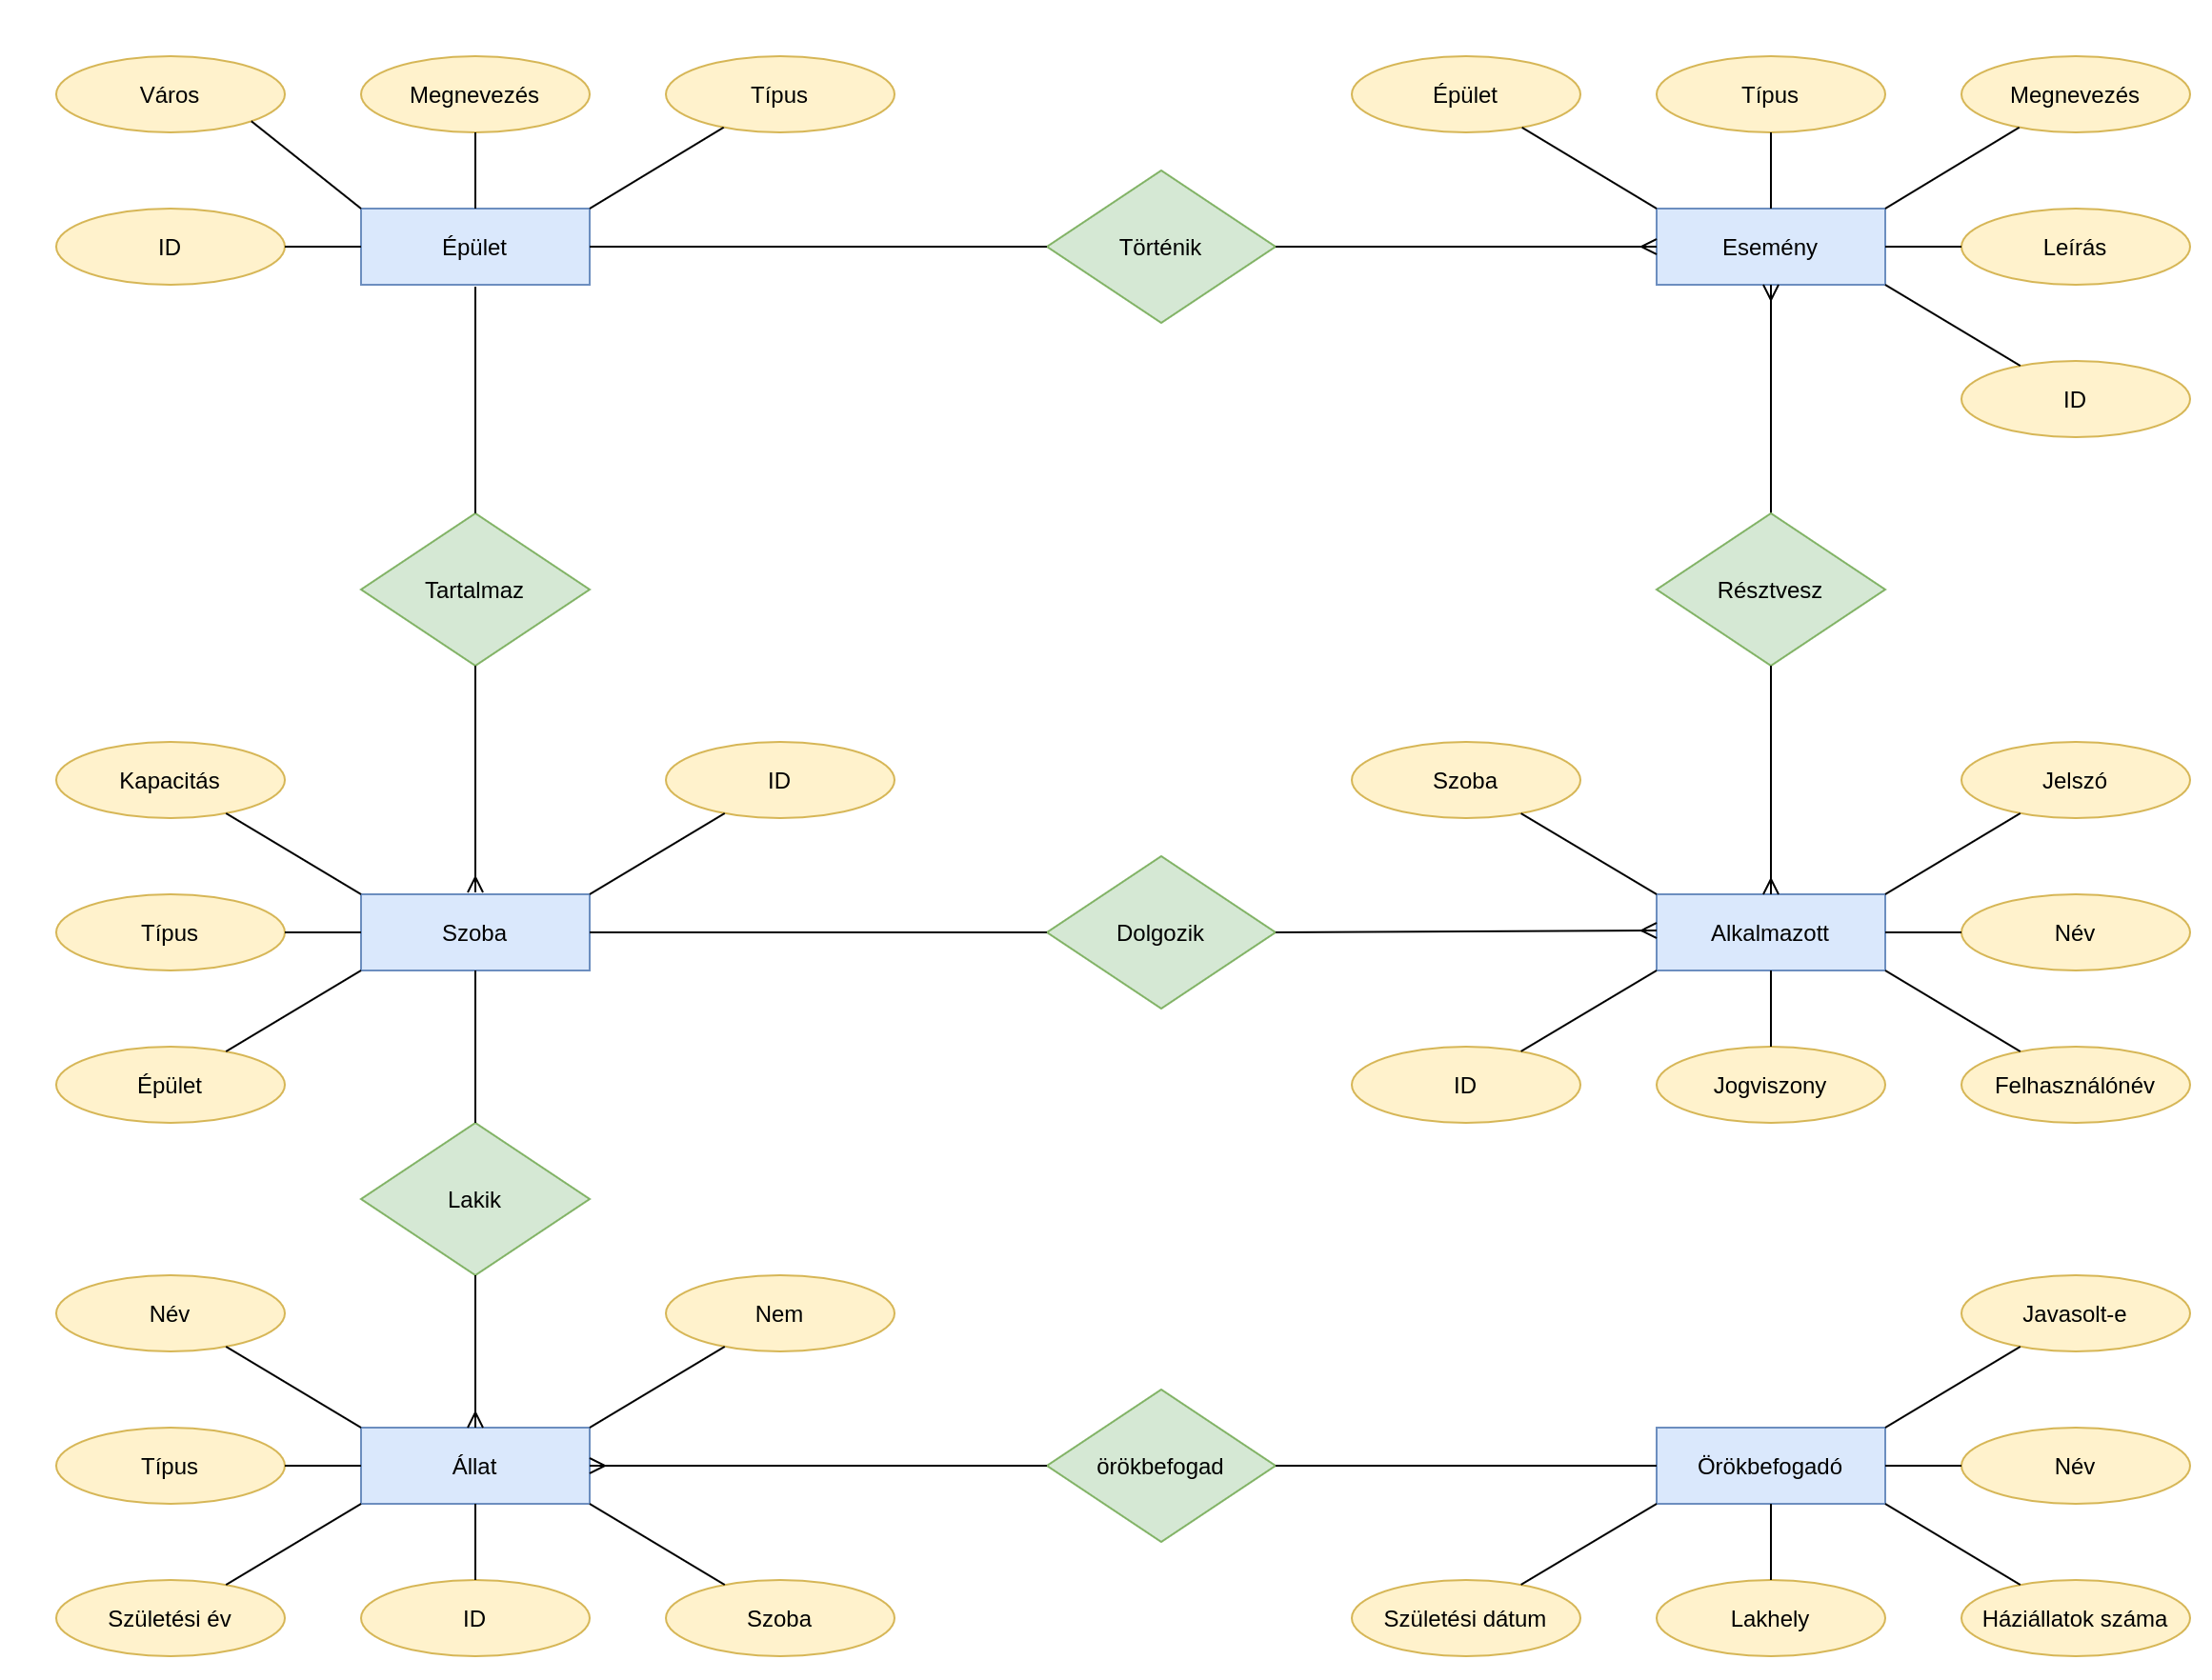 Város
Megnevezés
Típus
Épület
Típus
Megnevezés
ID
Épület
Történik
Esemény
Leírás
ID
Tartalmaz
Résztvesz
Kapacitás
ID
Szoba
Jelszó
Típus
Szoba
Dolgozik
Alkalmazott
Név
Épület
ID
Jogviszony
Felhasználónév
Lakik
Név
Nem
Javasolt-e
Típus
Állat
örökbefogad
Örökbefogadó
Név
Születési év
ID
Szoba
Születési dátum
Lakhely
Háziállatok száma